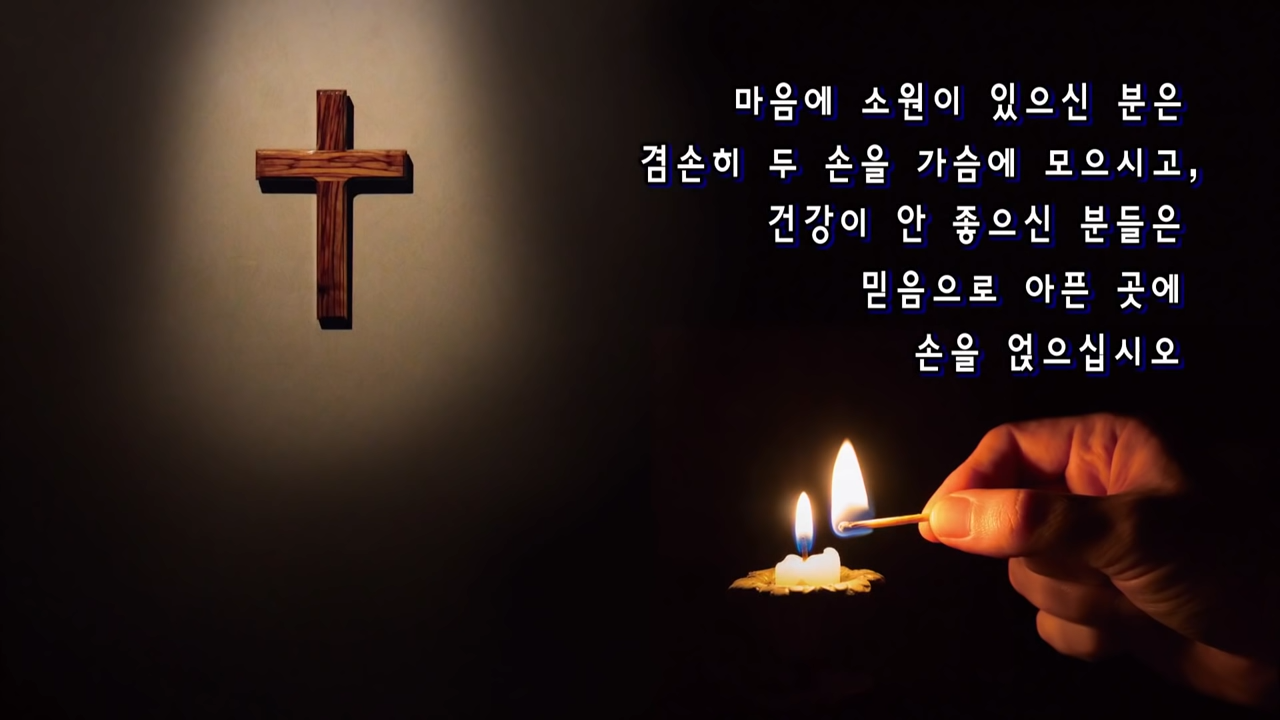 마음에 소원이 있으신 분은
겸손히 두 손을 가슴에 모으시고,
건강이 안 좋으신 분들은
믿음으로 아픈 곳에
손을 얹으십시오